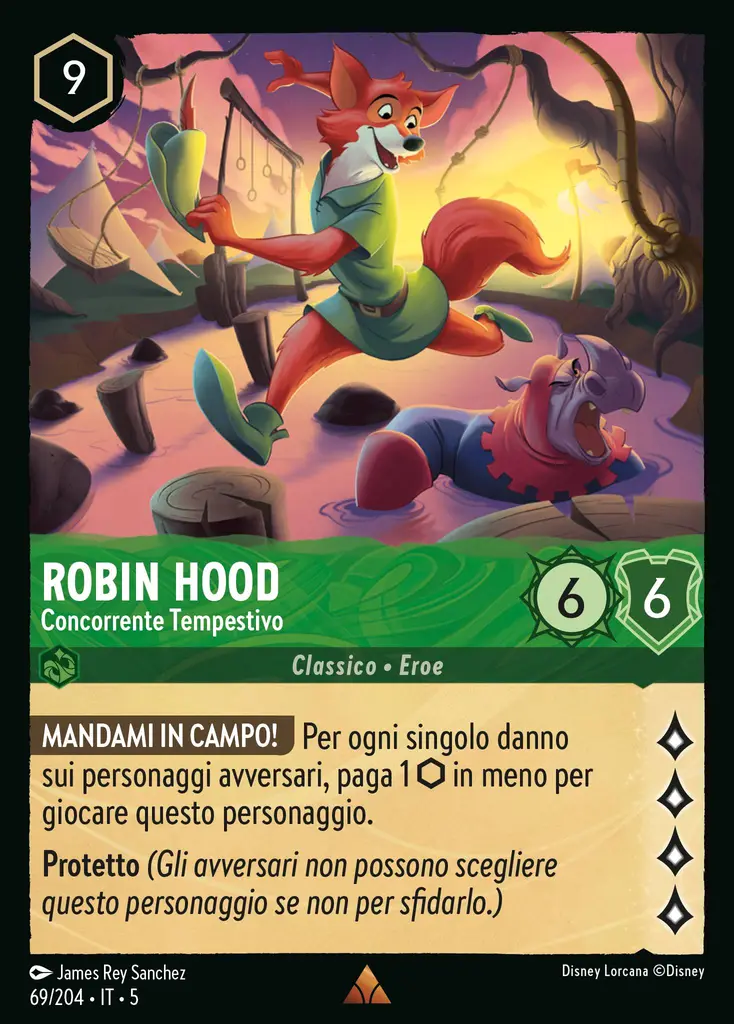 9
ROBIN HOOD
Concorrente Tempestivo
6
6
Classico • Eroe
MANDAMI IN CAMPO! Per ogni singolo danno
sui personaggi avversari, paga 1 ⬡ in meno per
giocare questo personaggio.
Protetto (Gli avversari non possono scegliere
questo personaggio se non per sfidarlo.)
James Rey Sanchez
Disney Lorcana ©Disney
69/204 • IT • 5